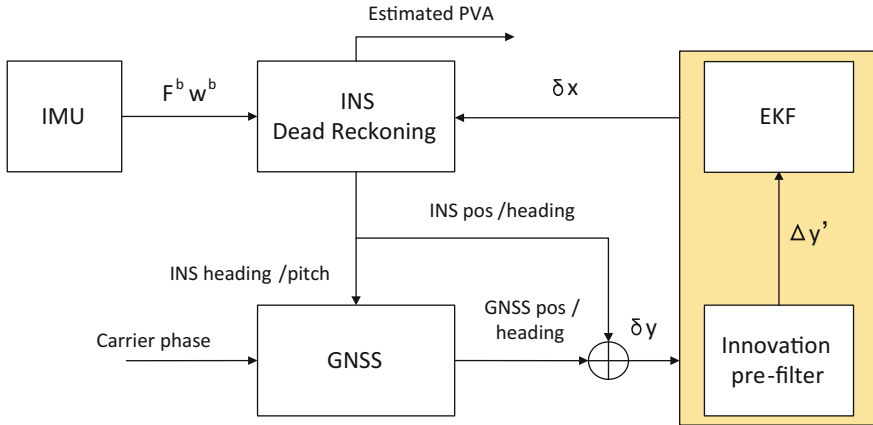 Estimated PVA
IMU
F^b w^b
INS
Dead Reckoning
δx
EKF
INS pos /heading
Δy’
INS heading /pitch
GNSS pos /
heading
Carrier phase
GNSS
δy
Innovation
pre-filter